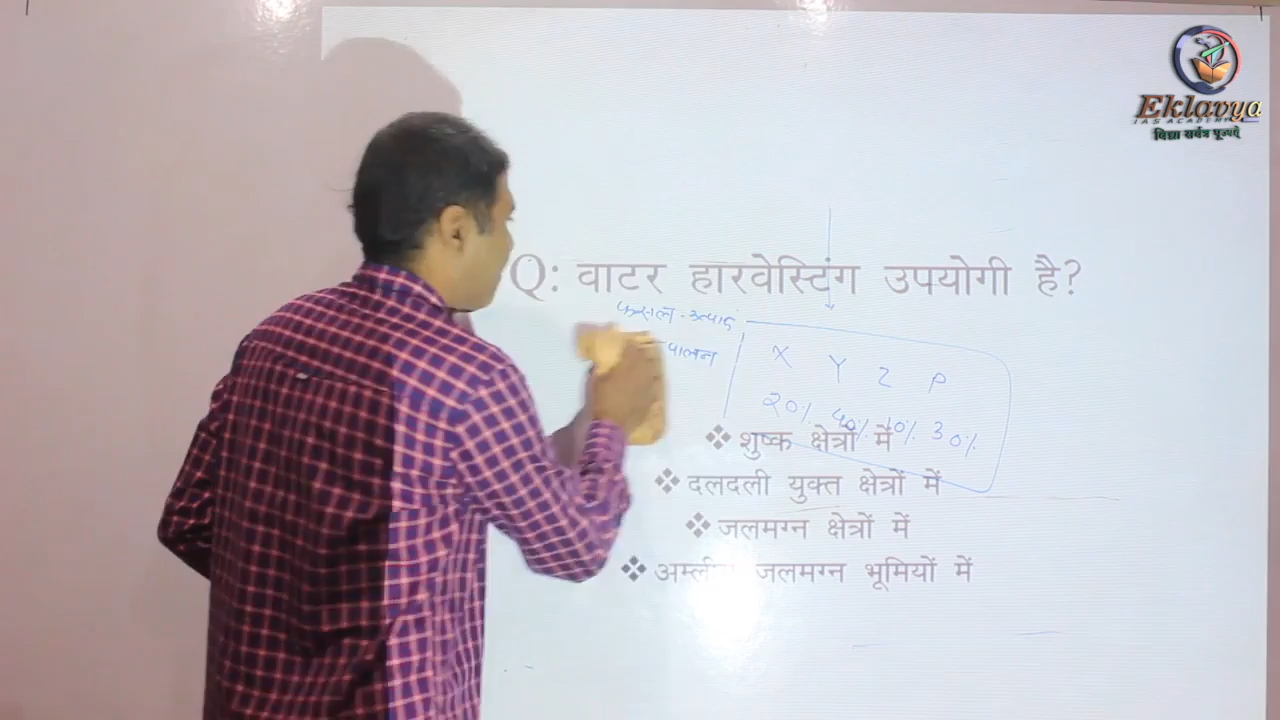 Eklavya
IAS ACADEMY
विद्या सर्वत्र पूज्यते
Q: वाटर हारवेस्टिंग उपयोगी है?
फसल - उत्पाद
पालन
X Y Z P
20% 40% 10% 30%
❖ शुष्क क्षेत्रों में
❖ दलदली युक्त क्षेत्रों में
❖ जलमग्न क्षेत्रों में
❖ जलमग्न भूमियों में